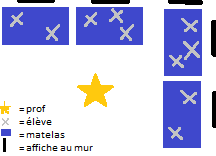 = prof
= élève
= matelas
= affiche au mur